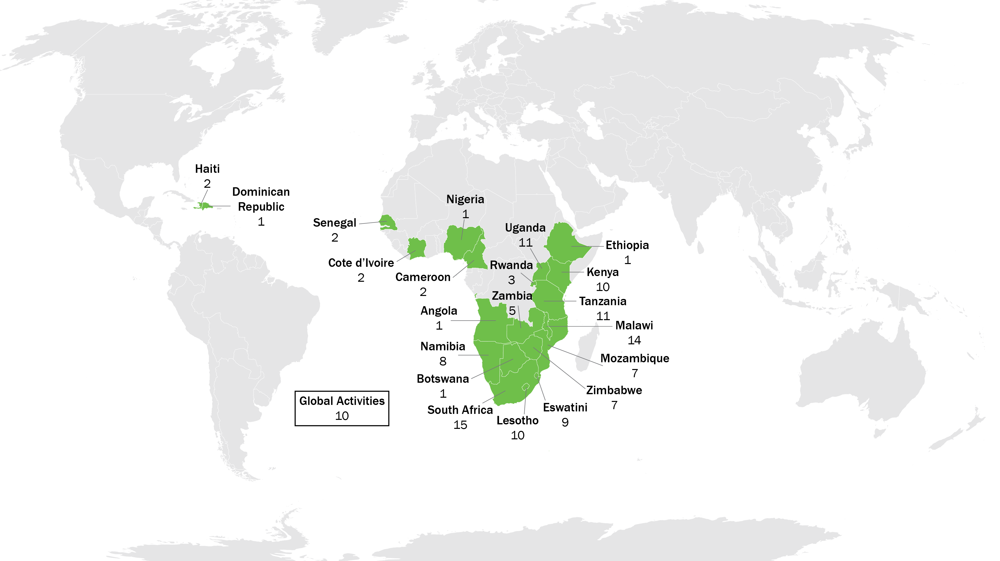 Haiti
2
Dominican
Republic
1
Senegal
2
Cote d’Ivoire
2
Nigeria
1
Cameroon
2
Uganda
11
Rwanda
3
Zambia
5
Ethiopia
1
Kenya
10
Tanzania
11
Malawi
14
Mozambique
7
Zimbabwe
7
Eswatini
9
Lesotho
10
Angola
1
Namibia
8
Botswana
1
South Africa
15
Global Activities
10